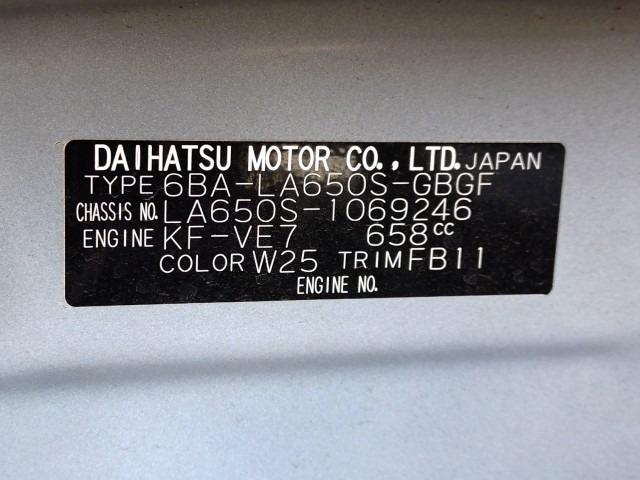 DAIHATSU MOTOR CO.,LTD. JAPAN
TYPE 6BA-LA650S-GBGF
CHASSIS NO. LA650S-1069246
ENGINE KF-VE7 658cc
COLOR W25 TRIM FB11
ENGINE NO.